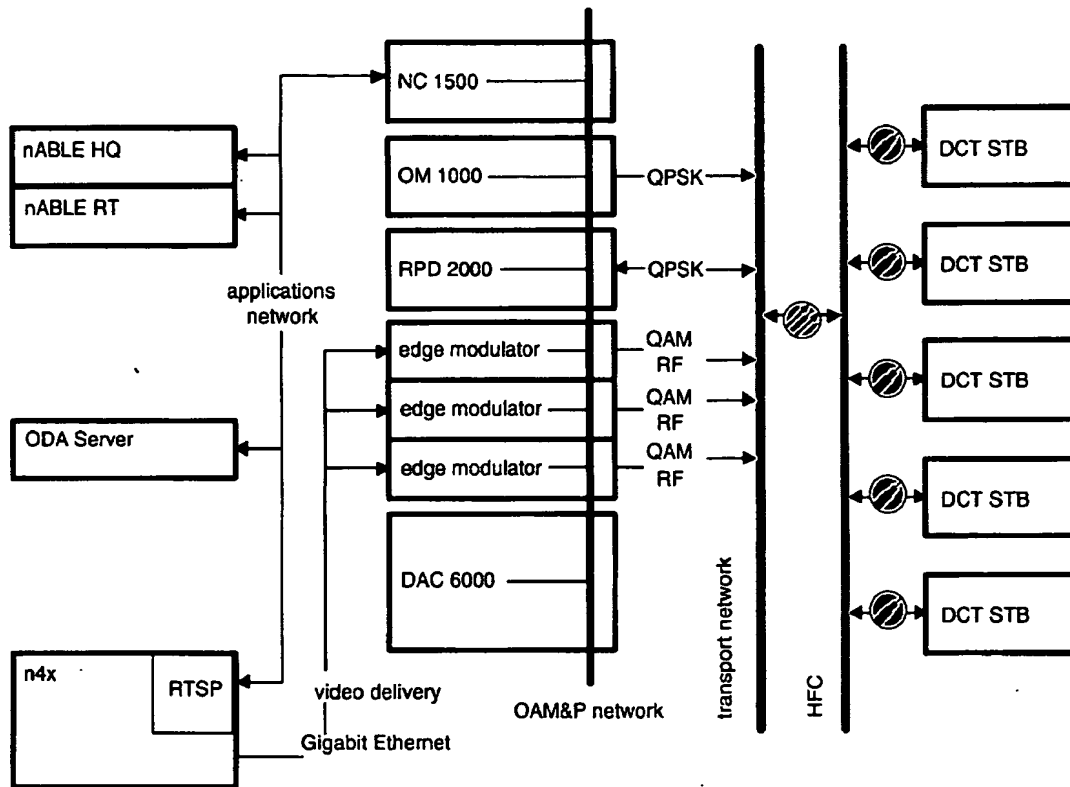 nABLE HQ
nABLE RT
applications
network
ODA Server
n4x
RTSP
video delivery
Gigabit Ethernet
NC 1500
OM 1000
RPD 2000
edge modulator
edge modulator
edge modulator
DAC 6000
OAM&P network
QPSK
QPSK
QAM
RF
QAM
RF
QAM
RF
transport network
HFC
DCT STB
DCT STB
DCT STB
DCT STB
DCT STB